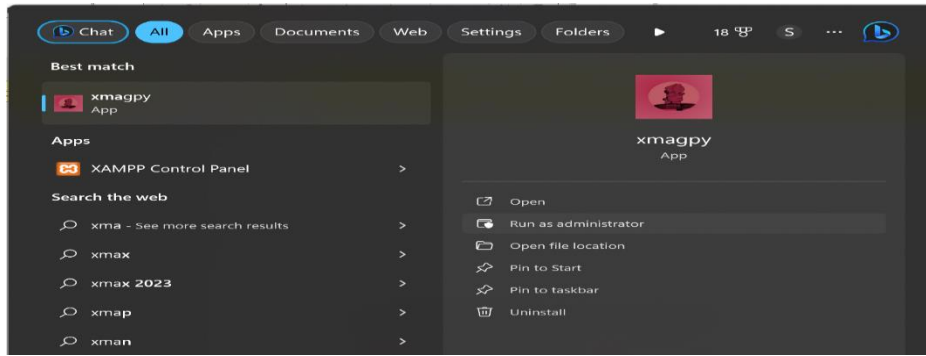 Chat All Apps Documents Web Settings Folders 18 S ...
Best match
xmagpy
App
Apps
XAMPP Control Panel
Search the web
xma - See more search results
xmax
xmax 2023
xmap
xman
xmagpy
App
Open
Run as administrator
Open file location
Pin to Start
Pin to taskbar
Uninstall